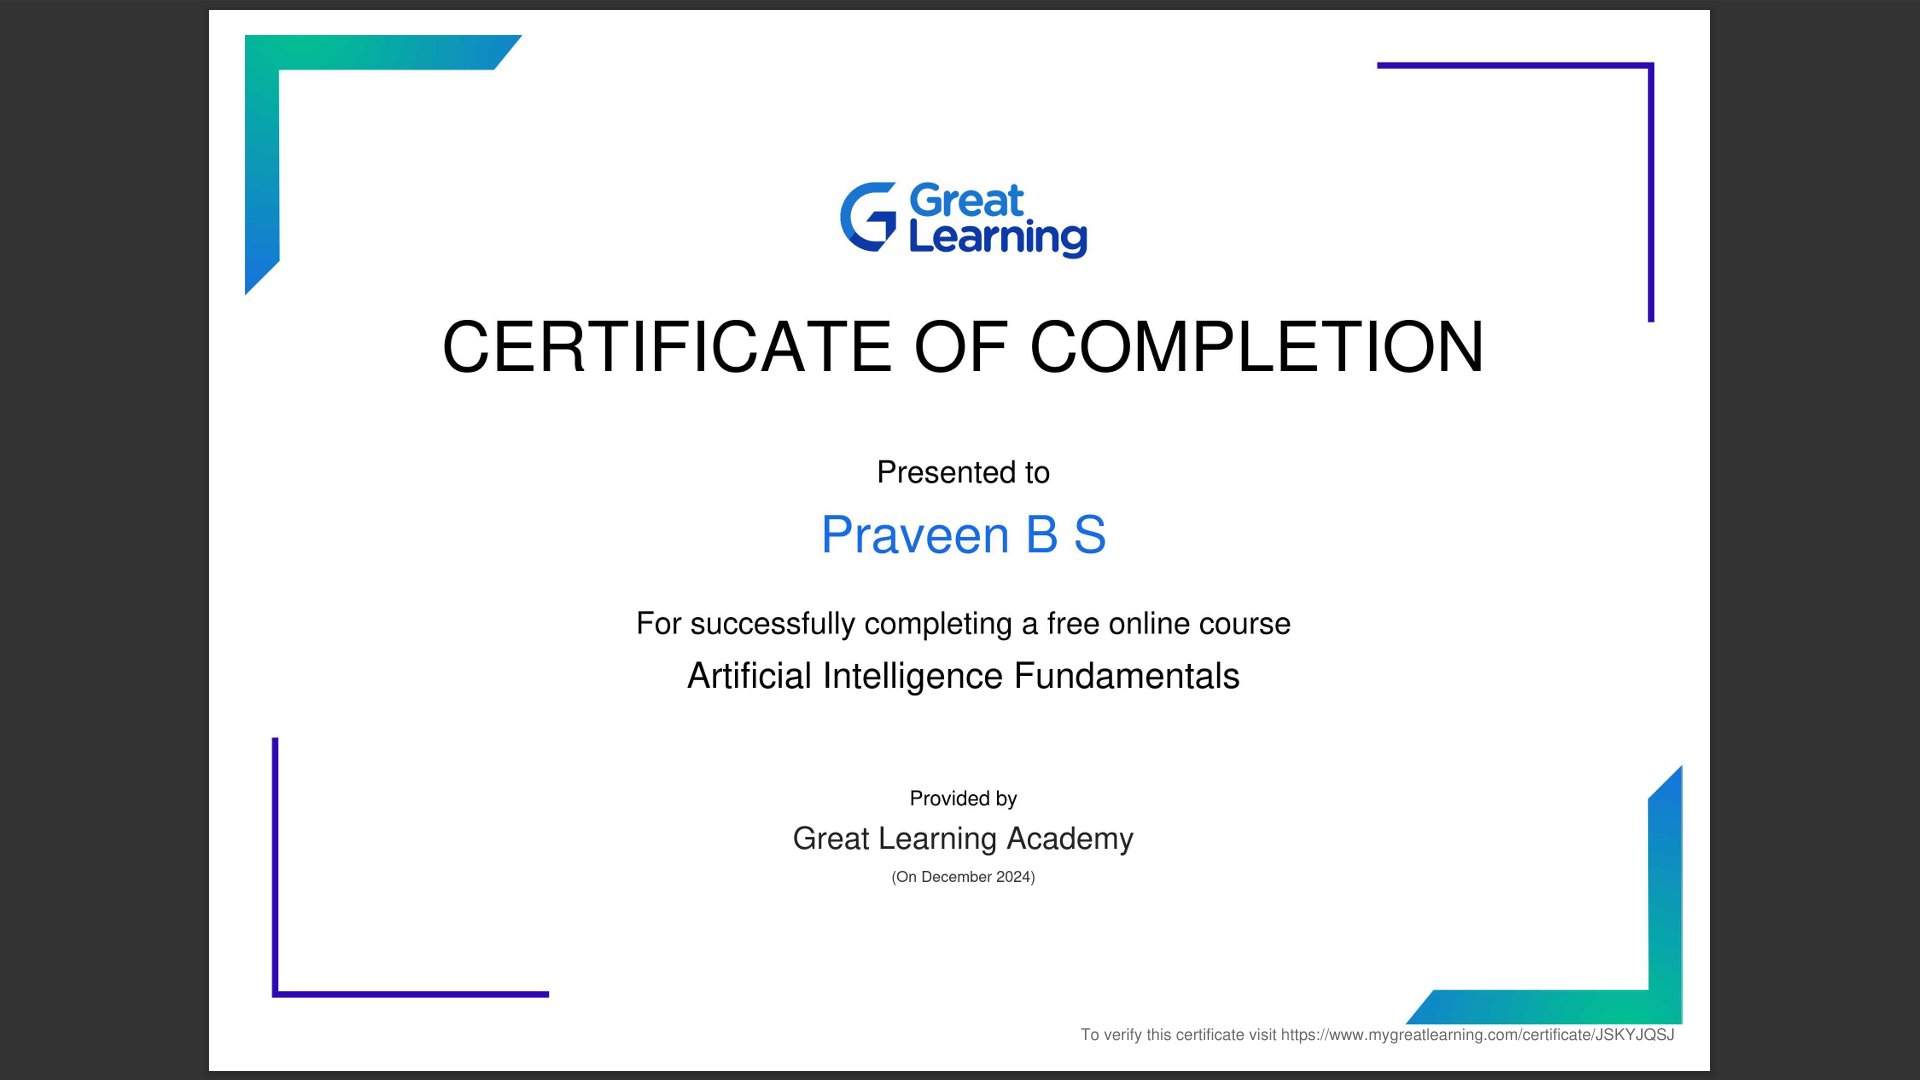 Great
Learning
CERTIFICATE OF COMPLETION
Presented to
Praveen B S
For successfully completing a free online course
Artificial Intelligence Fundamentals
Provided by
Great Learning Academy
(On December 2024)
To verify this certificate visit https://www.mygreatlearning.com/certificate/JSKYJQSJ